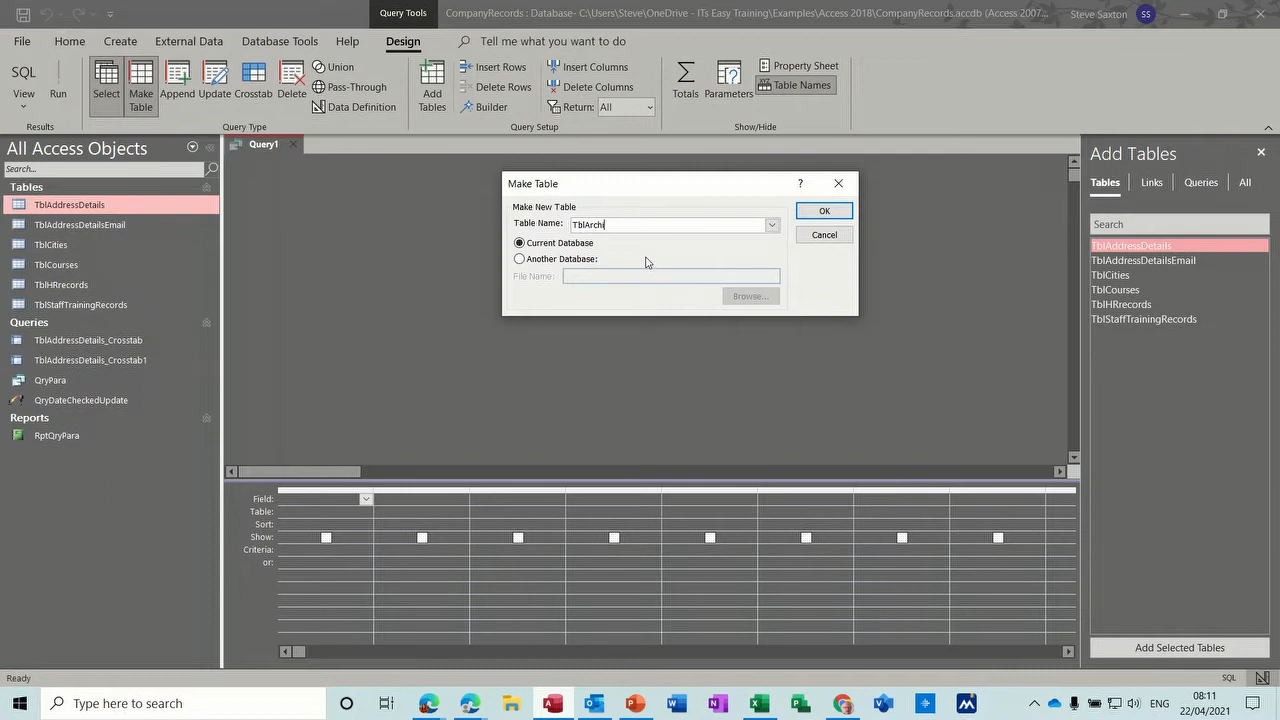 Query Tools
CompanyRecords : Database- C:\Users\Steve\OneDrive - ITs Easy Training\Examples\Access 2018\CompanyRecords.accdb (Access 2007...
Steve Saxton
SS
File
Home
Create
External Data
Database Tools
Help
Design
Tell me what you want to do
SQL
View
Run
Select
Make
Table
Append
Update
Crosstab
Delete
Union
Pass-Through
Data Definition
Add
Tables
Insert Rows
Delete Rows
Builder
Insert Columns
Delete Columns
Return:
All
Totals
Parameters
Property Sheet
XYZ
Table Names
Results
Query Type
Query Setup
Show/Hide
All Access Objects
Search...
Tables
TblAddressDetails
TblAddressDetailsEmail
TblCities
TblCourses
TblHRrecords
TblStaffTrainingRecords
Queries
TblAddressDetails_Crosstab
TblAddressDetails_Crosstab1
QryPara
QryDateCheckedUpdate
Reports
RptQryPara
Query1
Make Table
?
Make New Table
Table Name:
TblArchi
Current Database
Another Database:
File Name:
Browse...
OK
Cancel
Field:
Table:
Sort:
Show:
Criteria:
or:
Add Tables
Tables
Links
Queries
All
Search
TblAddressDetails
TblAddressDetailsEmail
TblCities
TblCourses
TblHRrecords
TblStaffTrainingRecords
Add Selected Tables
Ready
SQL
Type here to search
ENG
08:11
22/04/2021